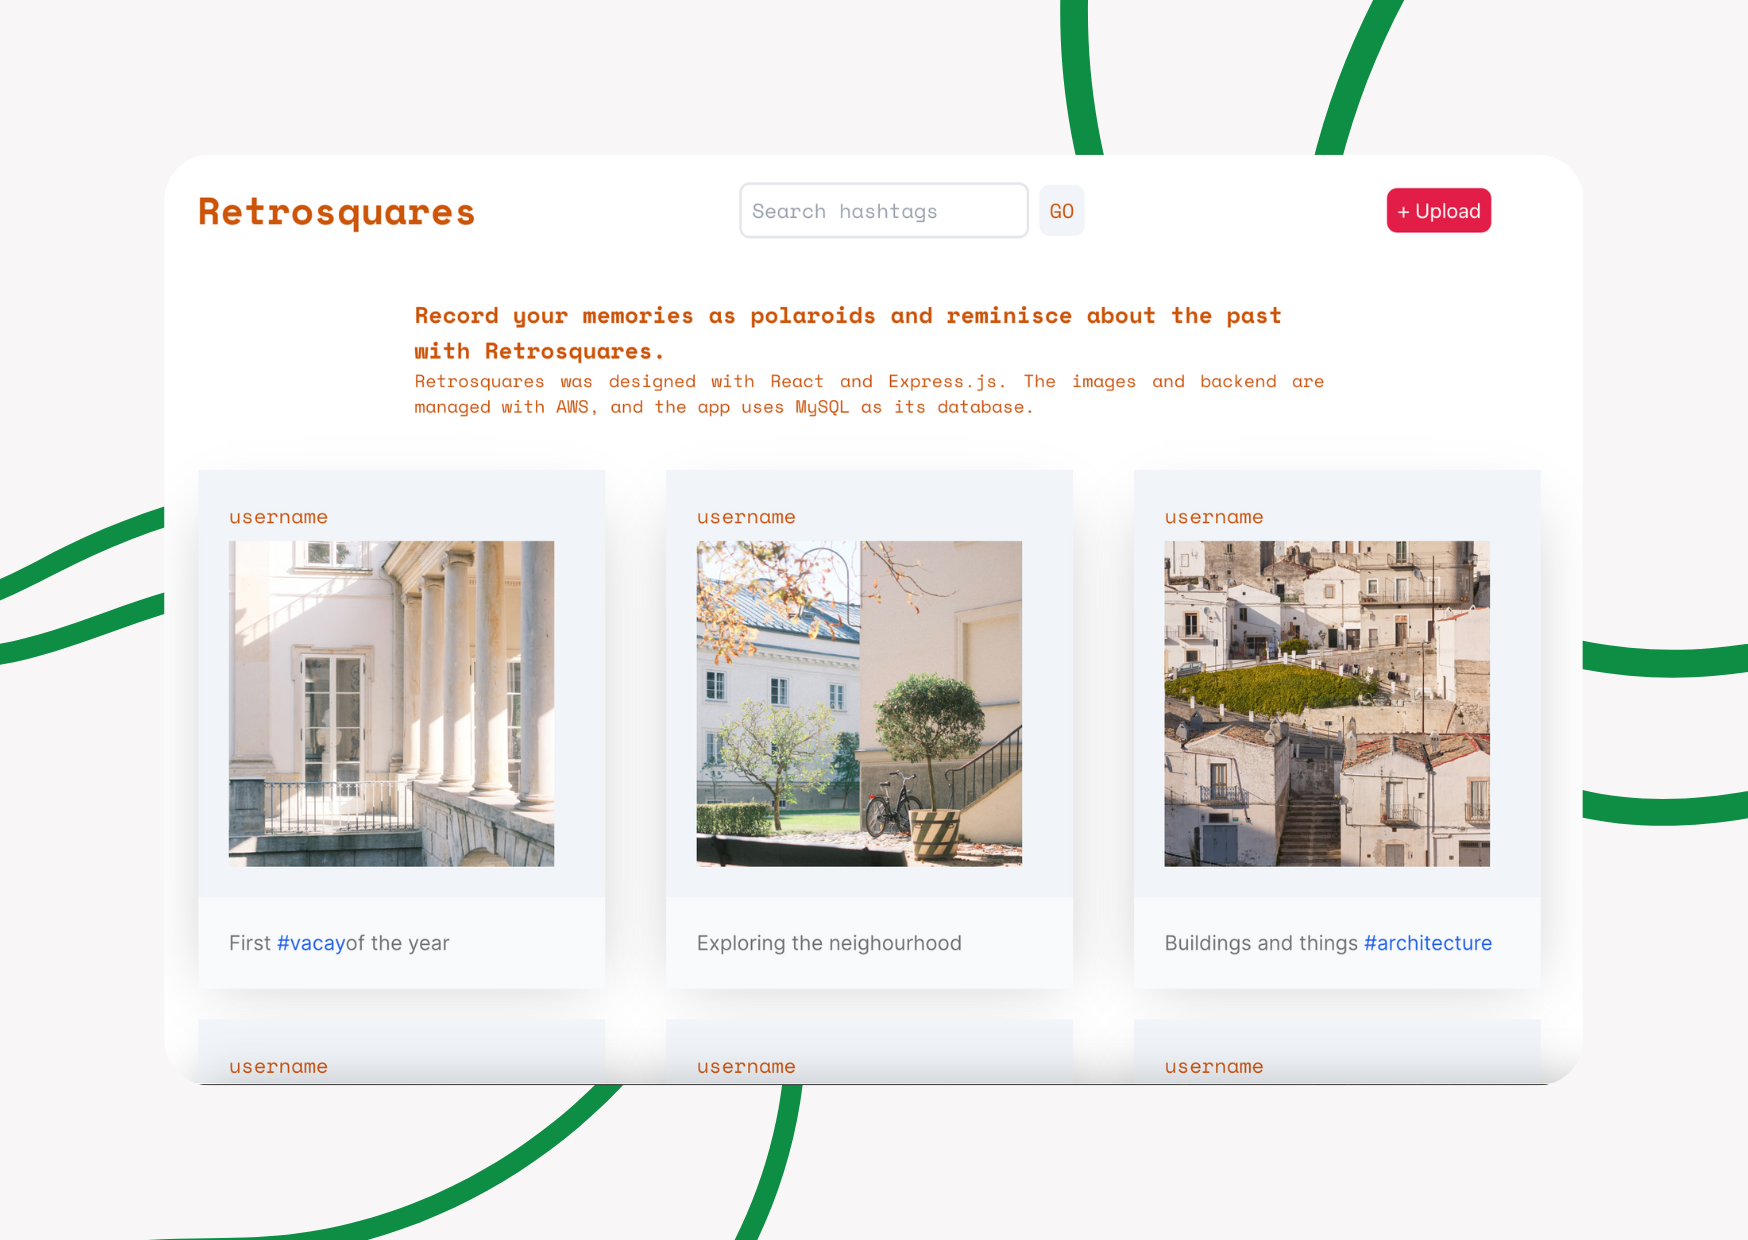 Retrosquares
Search hashtags
GO
+ Upload
Record your memories as polaroids and reminisce about the past
with Retrosquares.
Retrosquares was designed with React and Express.js. The images and backend are
managed with AWS, and the app uses MySQL as its database.
username
username
username
First #vacayof the year
Exploring the neighourhood
Buildings and things #architecture
username
username
username